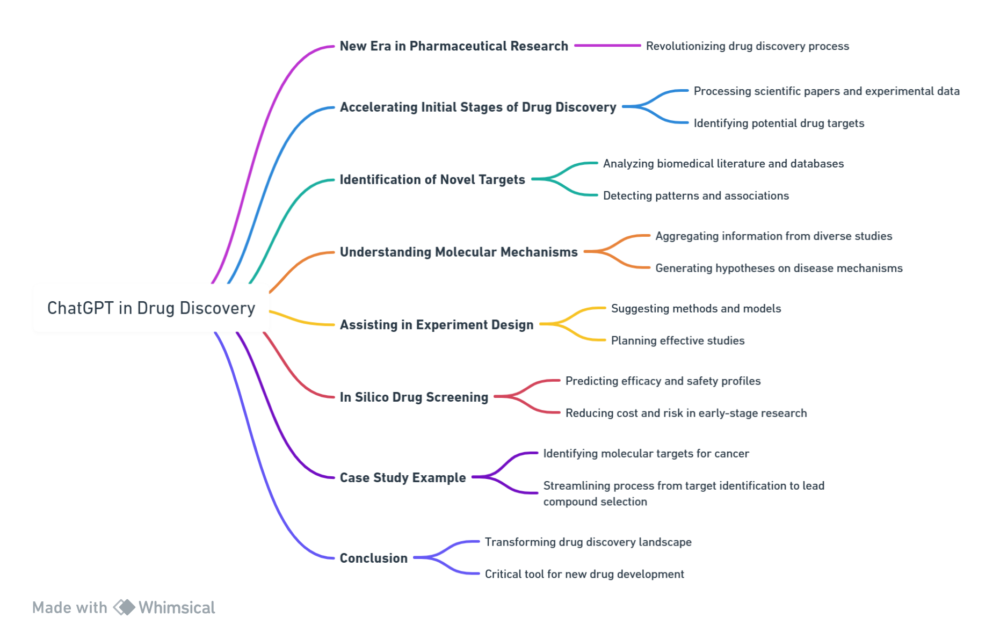 New Era in Pharmaceutical Research
Revolutionizing drug discovery process
Accelerating Initial Stages of Drug Discovery
Processing scientific papers and experimental data
Identifying potential drug targets
Identification of Novel Targets
Analyzing biomedical literature and databases
Detecting patterns and associations
Understanding Molecular Mechanisms
Aggregating information from diverse studies
Generating hypotheses on disease mechanisms
ChatGPT in Drug Discovery
Assisting in Experiment Design
Suggesting methods and models
Planning effective studies
In Silico Drug Screening
Predicting efficacy and safety profiles
Reducing cost and risk in early-stage research
Case Study Example
Identifying molecular targets for cancer
Streamlining process from target identification to lead
compound selection
Conclusion
Transforming drug discovery landscape
Critical tool for new drug development
Made with Whimsical